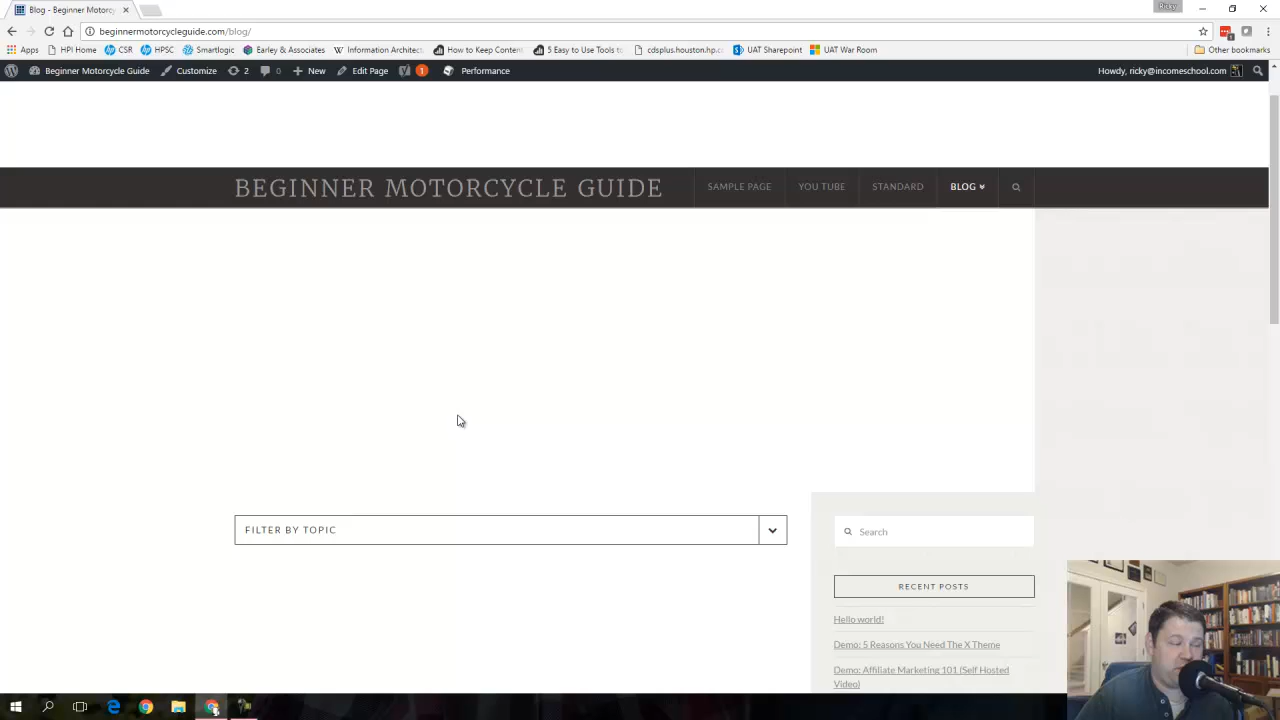 Ricky
Blog - Beginner Motorcy
beginnermotorcycleguide.com/blog/
Apps HPI Home CSR HPSC Smartlogic Earley & Associates Information Architect How to Keep Conten 5 Easy to Use Tools to cdsplus.houston.hp.c UAT Sharepoint UAT War Room Other bookmarks
Beginner Motorcycle Guide Customize 2 0 New Edit Page 1 Performance Howdy, ricky@incomeschool.com
BEGINNER MOTORCYCLE GUIDE SAMPLE PAGE YOU TUBE STANDARD BLOG
FILTER BY TOPIC
Search
RECENT POSTS
Hello world!
Demo: 5 Reasons You Need The X Theme
Demo: Affiliate Marketing 101 (Self Hosted
Video)